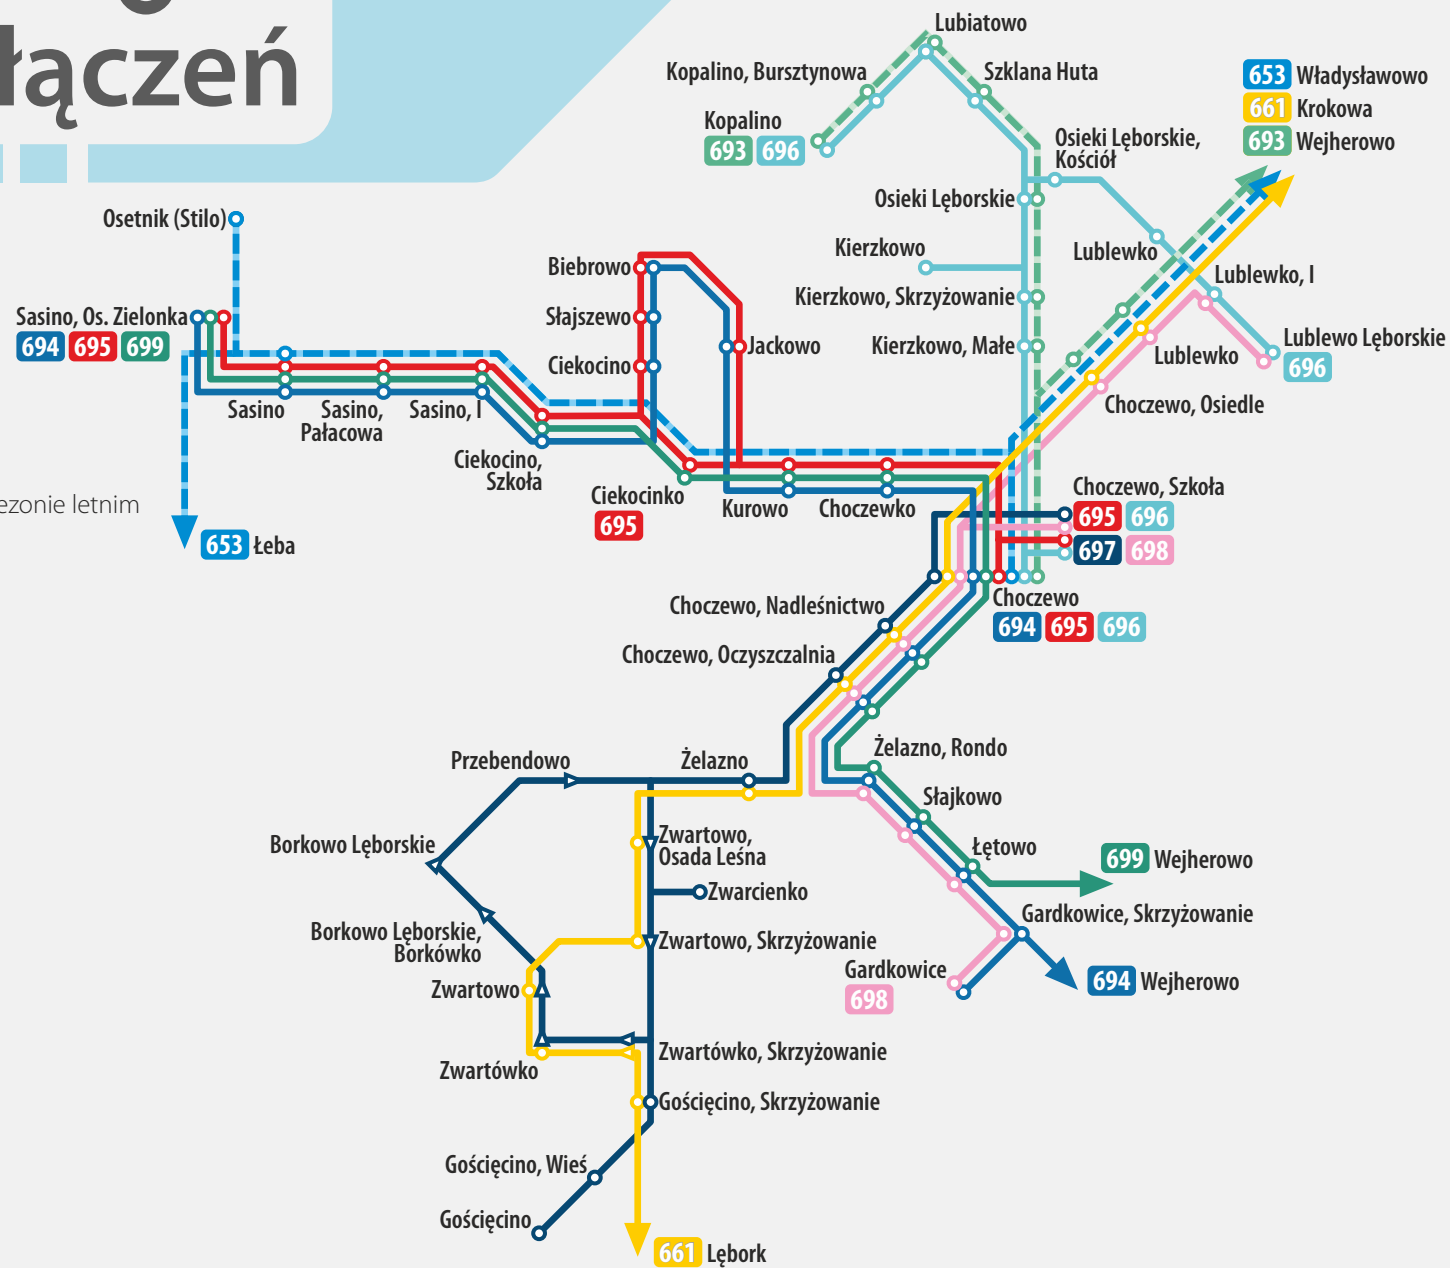 łączeń
Lubiatowo
Kopalino, Bursztynowa
Szklana Huta
653 Władysławowo
661 Krokowa
693 Wejherowo
Kopalino
693 696
Osieki Lęborskie,
Kościół
Osieki Lęborskie
Osetnik (Stilo)
Kierzkowo
Lublewko
Biebrowo
Lublewko, I
Kierzkowo, Skrzyżowanie
Sasino, Os. Zielonka
694 695 699
Słajszewo
Jackowo
Kierzkowo, Małe
Lublewo Lęborskie
696
Lublewko
Ciekocino
Choczewo, Osiedle
Sasino
Sasino,
Pałacowa
Sasino, I
Ciekocino,
Szkoła
Ciekocinko
695
Kurowo
Choczewko
Choczewo, Szkoła
695 696
697 698
ezonie letnim
653 Łeba
Choczewo
694 695 696
Choczewo, Nadleśnictwo
Choczewo, Oczyszczalnia
Przebendowo
Żelazno
Żelazno, Rondo
Słajkowo
Borkowo Lęborskie
Zwartowo,
Osada Leśna
Łętowo
699 Wejherowo
Zwarcienko
Gardkowice, Skrzyżowanie
Borkowo Lęborskie,
Borkówko
Zwartowo, Skrzyżowanie
Gardkowice
698
694 Wejherowo
Zwartowo
Zwartówko, Skrzyżowanie
Zwartówko
Gościęcino, Skrzyżowanie
Gościęcino, Wieś
Gościęcino
661 Lębork